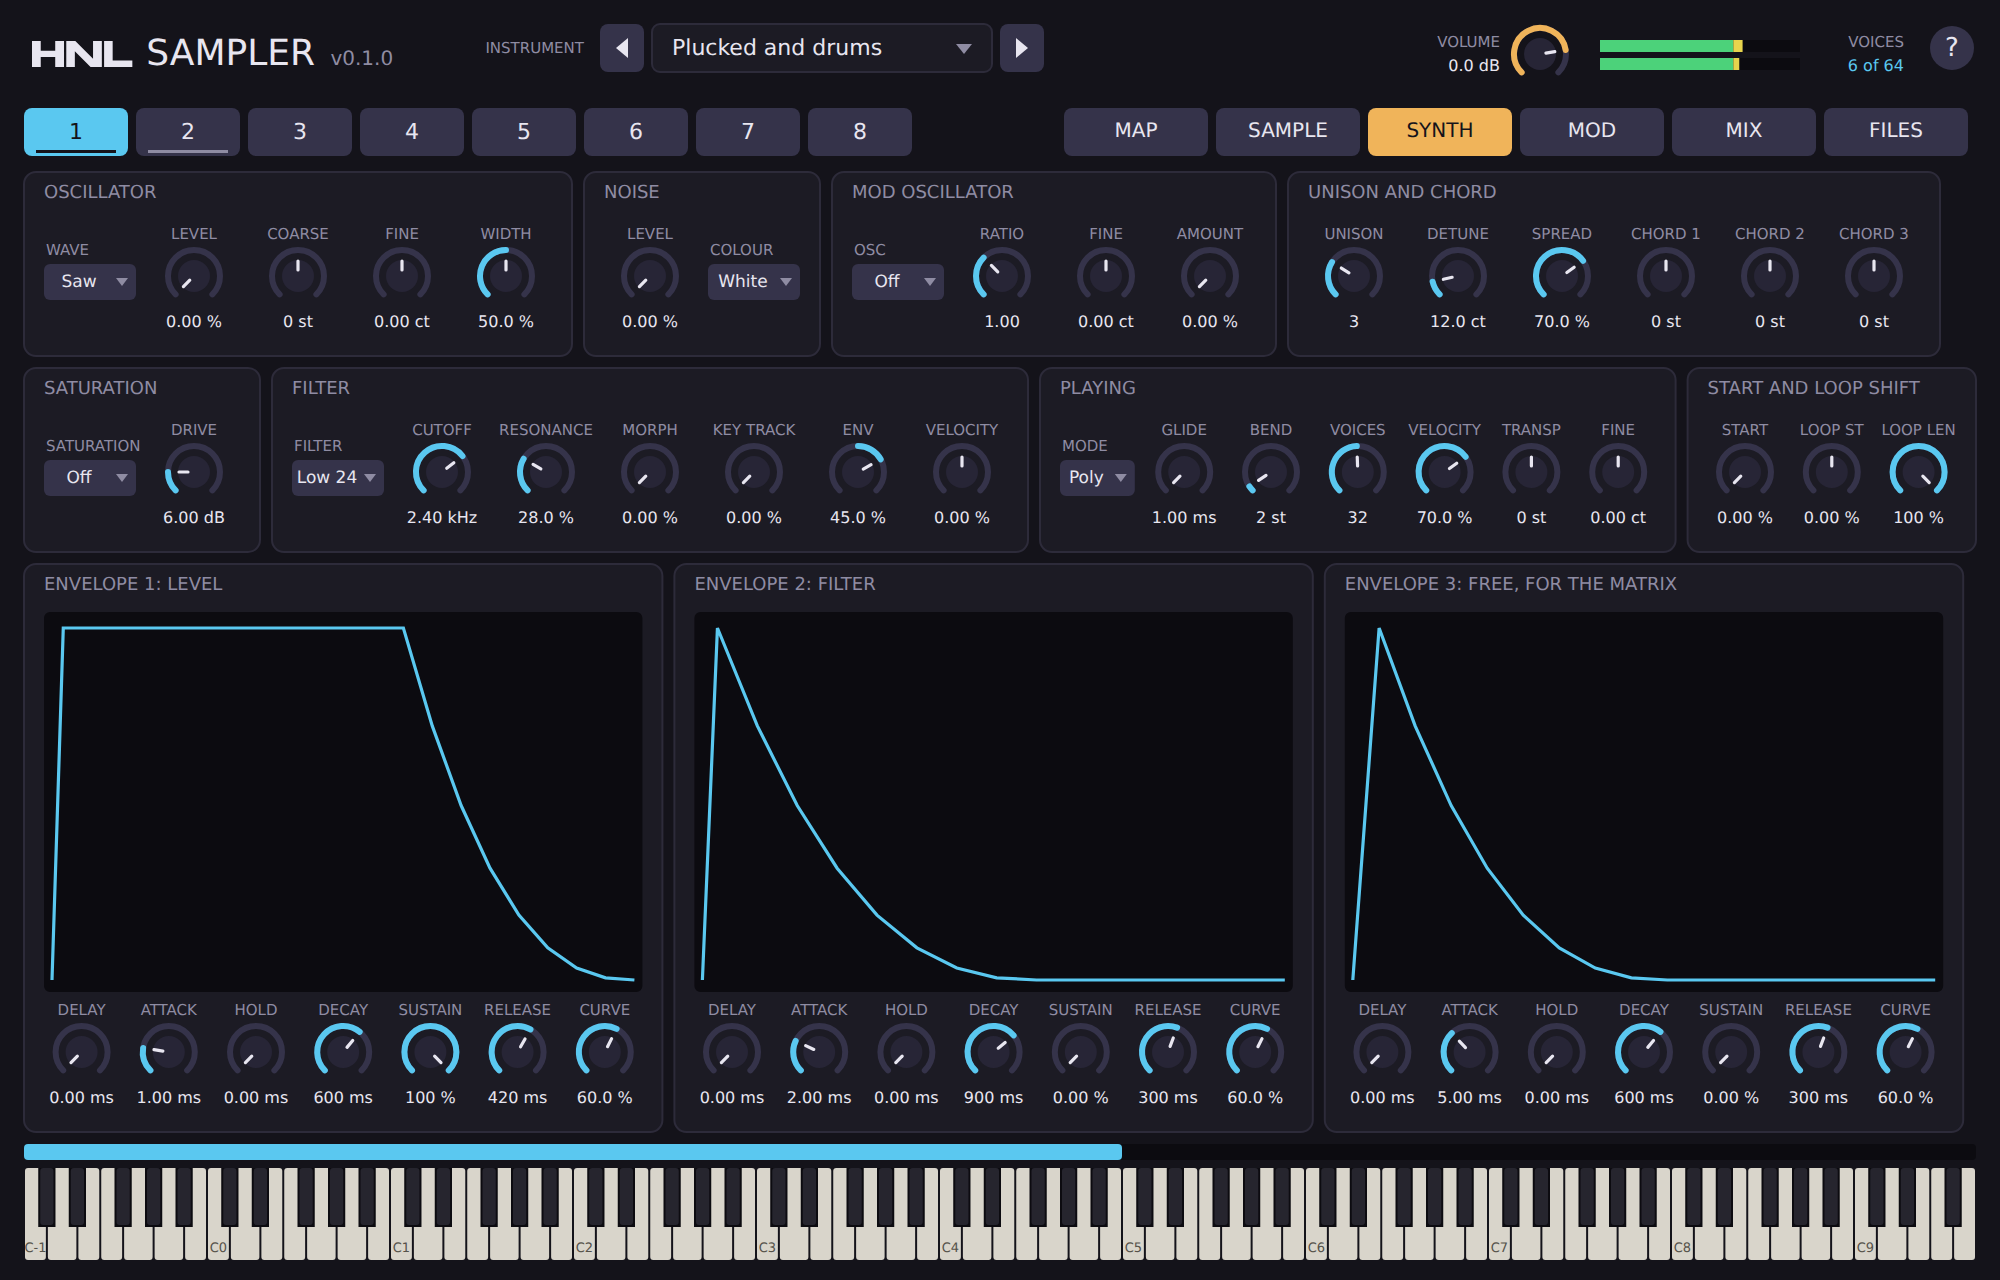 HNL SAMPLER v0.1.0
INSTRUMENT Plucked and drums
VOLUME
0.0 dB
VOICES
6 of 64
?
1 2 3 4 5 6 7 8
MAP SAMPLE SYNTH MOD MIX FILES
OSCILLATOR
WAVE LEVEL COARSE FINE WIDTH
Saw
0.00 % 0 st 0.00 ct 50.0 %
NOISE
LEVEL COLOUR
White
0.00 %
MOD OSCILLATOR
OSC RATIO FINE AMOUNT
Off
1.00 0.00 ct 0.00 %
UNISON AND CHORD
UNISON DETUNE SPREAD CHORD 1 CHORD 2 CHORD 3
3 12.0 ct 70.0 % 0 st 0 st 0 st
SATURATION
SATURATION DRIVE
Off
6.00 dB
FILTER
FILTER CUTOFF RESONANCE MORPH KEY TRACK ENV VELOCITY
Low 24
2.40 kHz 28.0 % 0.00 % 0.00 % 45.0 % 0.00 %
PLAYING
MODE GLIDE BEND VOICES VELOCITY TRANSP FINE
Poly
1.00 ms 2 st 32 70.0 % 0 st 0.00 ct
START AND LOOP SHIFT
START LOOP ST LOOP LEN
0.00 % 0.00 % 100 %
ENVELOPE 1: LEVEL
DELAY ATTACK HOLD DECAY SUSTAIN RELEASE CURVE
0.00 ms 1.00 ms 0.00 ms 600 ms 100 % 420 ms 60.0 %
ENVELOPE 2: FILTER
DELAY ATTACK HOLD DECAY SUSTAIN RELEASE CURVE
0.00 ms 2.00 ms 0.00 ms 900 ms 0.00 % 300 ms 60.0 %
ENVELOPE 3: FREE, FOR THE MATRIX
DELAY ATTACK HOLD DECAY SUSTAIN RELEASE CURVE
0.00 ms 5.00 ms 0.00 ms 600 ms 0.00 % 300 ms 60.0 %
C-1 C0 C1 C2 C3 C4 C5 C6 C7 C8 C9